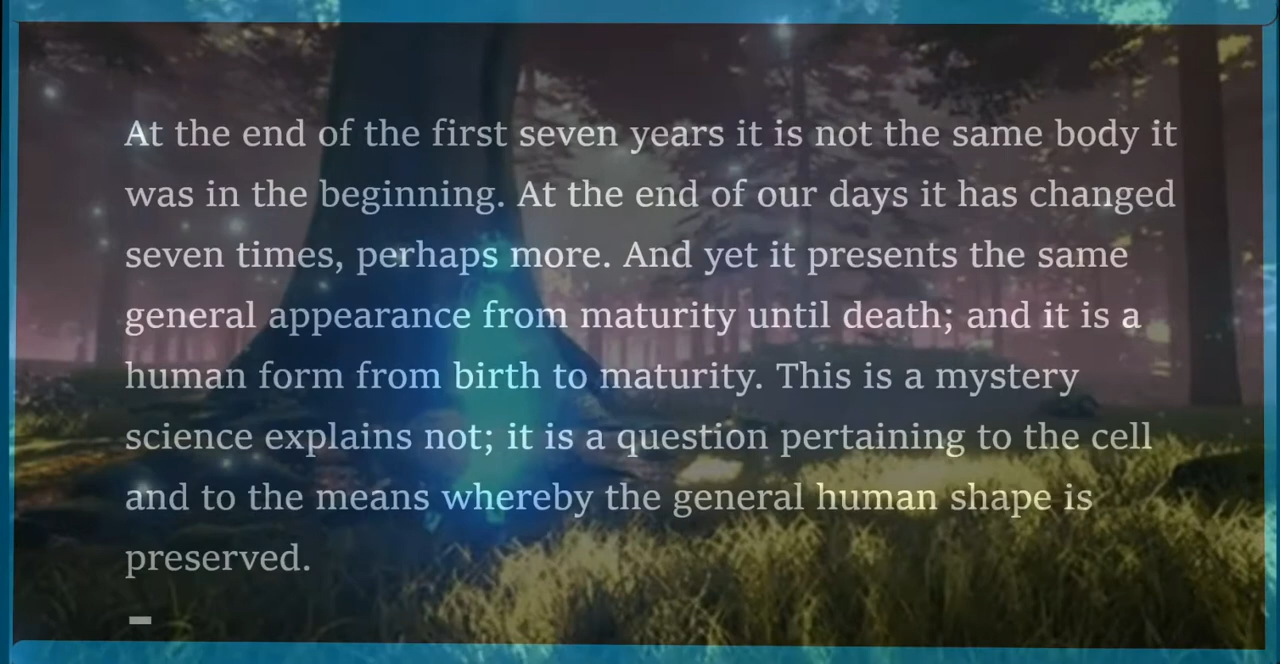 At the end of the first seven years it is not the same body it
was in the beginning. At the end of our days it has changed
seven times, perhaps more. And yet it presents the same
general appearance from maturity until death; and it is a
human form from birth to maturity. This is a mystery
science explains not; it is a question pertaining to the cell
and to the means whereby the general human shape is
preserved.